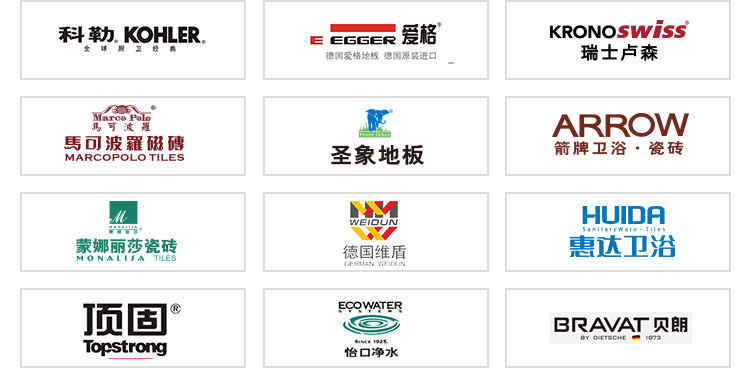 科勒® KOHLER®
全球厨卫经典
E EGGER 爱格®
德国爱格地板 德国原装进口
KRONOSWISS®
瑞士卢森
Marco Polo®
馬可波羅
馬可波羅磁磚
MARCOPOLO TILES
Power Dekor
圣象地板
ARROW
箭牌卫浴·瓷砖
M
MONALISA
蒙娜丽莎瓷砖
MONALISA TILES
WEIDUN
德国维盾
GERMAN WEIDUN
HUIDA
SanitaryWare·Tiles
惠达卫浴
顶固®
Topstrong
ECOWATER
SYSTEMS
SINCE 1925.
怡口净水
BRAVAT 贝朗
BY DIETSCHE 1873